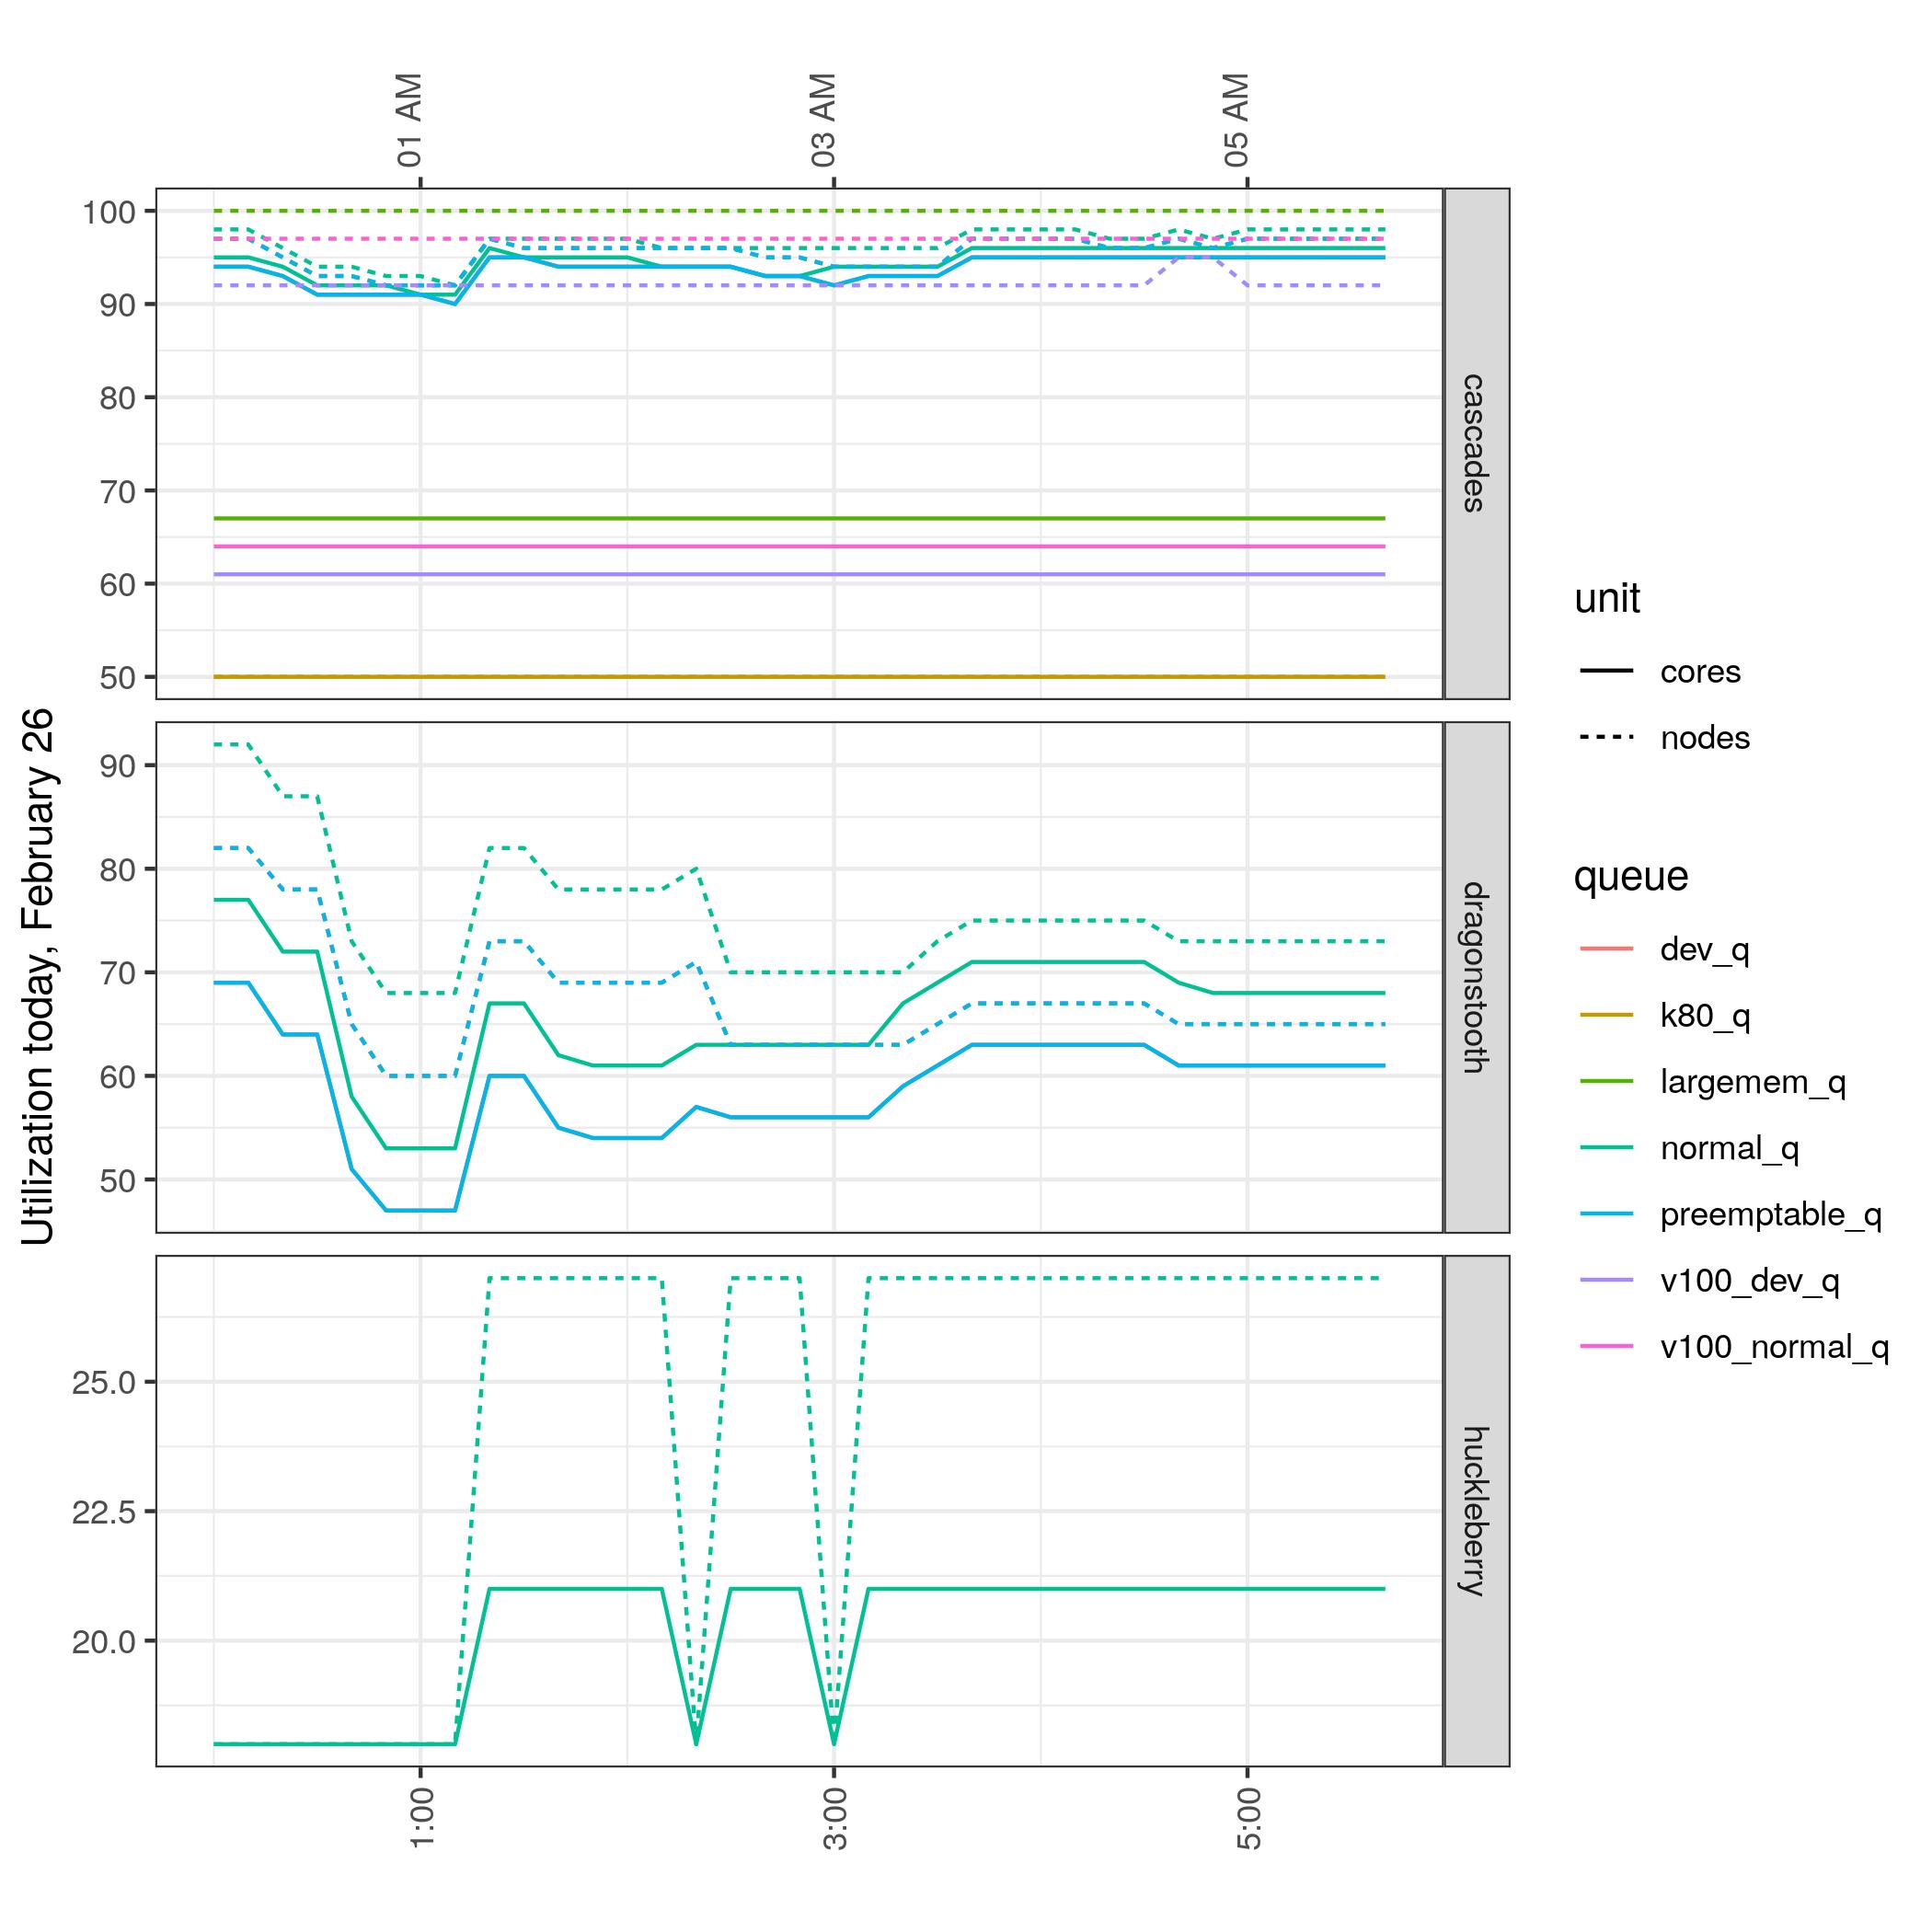 01 AM
03 AM
05 AM
Utilization today, February 26
100
90
80
70
60
50
cascades
90
80
70
60
50
dragonstooth
25.0
22.5
20.0
huckleberry
1:00
3:00
5:00
unit
cores
nodes
queue
dev_q
k80_q
largemem_q
normal_q
preemptable_q
v100_dev_q
v100_normal_q